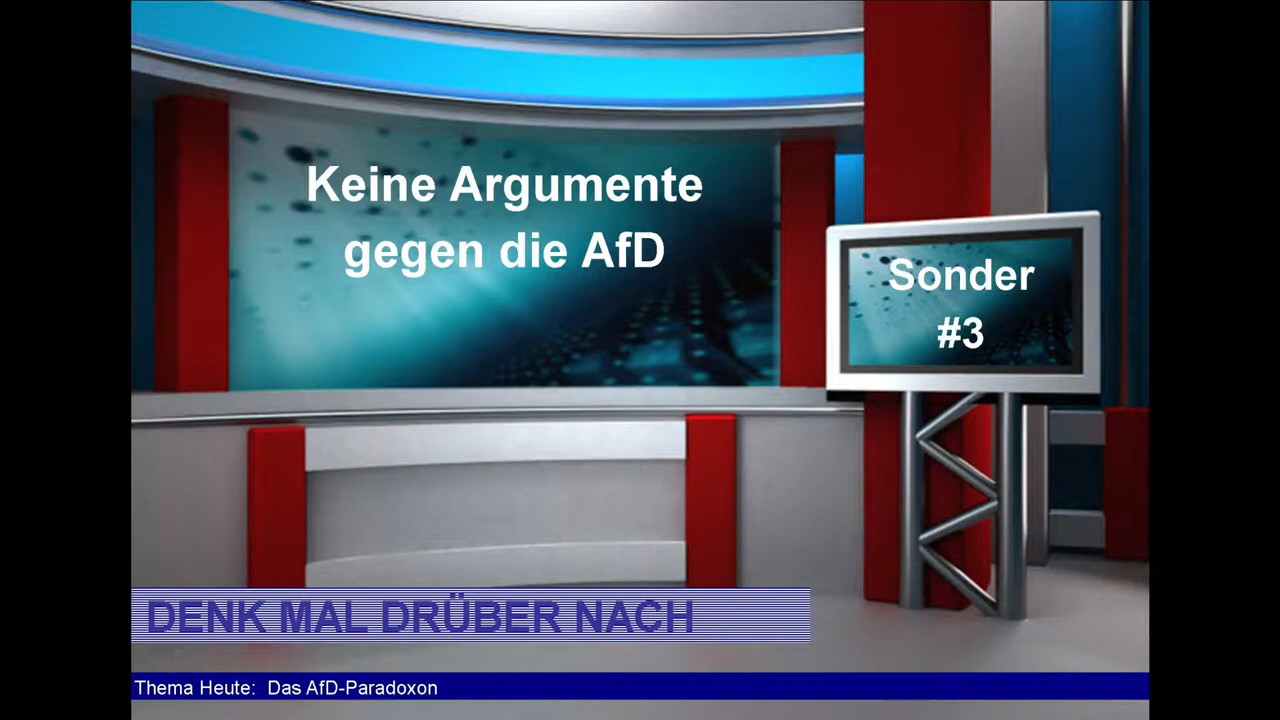 Keine Argumente
gegen die AfD
Sonder
#3
DENK MAL DRÜBER NACH
Thema Heute: Das AfD-Paradoxon